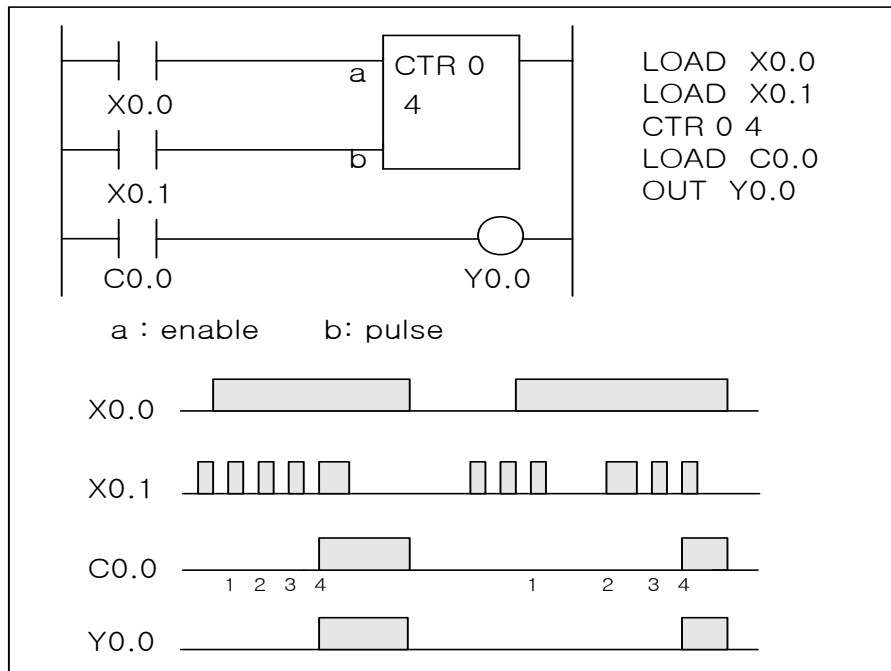 a
CTR 0
4
X0.0
b
X0.1
C0.0
Y0.0
LOAD X0.0
LOAD X0.1
CTR 0 4
LOAD C0.0
OUT Y0.0
a : enable b: pulse
X0.0
X0.1
C0.0
1 2 3 4 1 2 3 4
Y0.0